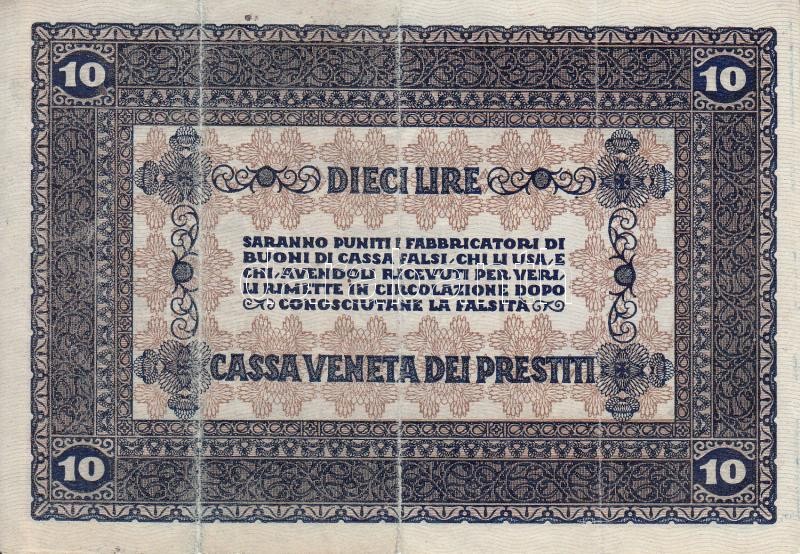 10 10
DIECI LIRE
SARANNO PUNITI I FABBRICATORI DI
BUONI DI CASSA FALSI, CHI LI USA, E
CHI AVENDOLI RICEVUTI PER VERI,
LI RIMETTE IN CIRCOLAZIONE DOPO
CONOSCIUTANE LA FALSITÀ
CASSA VENETA DEI PRESTITI
10 10